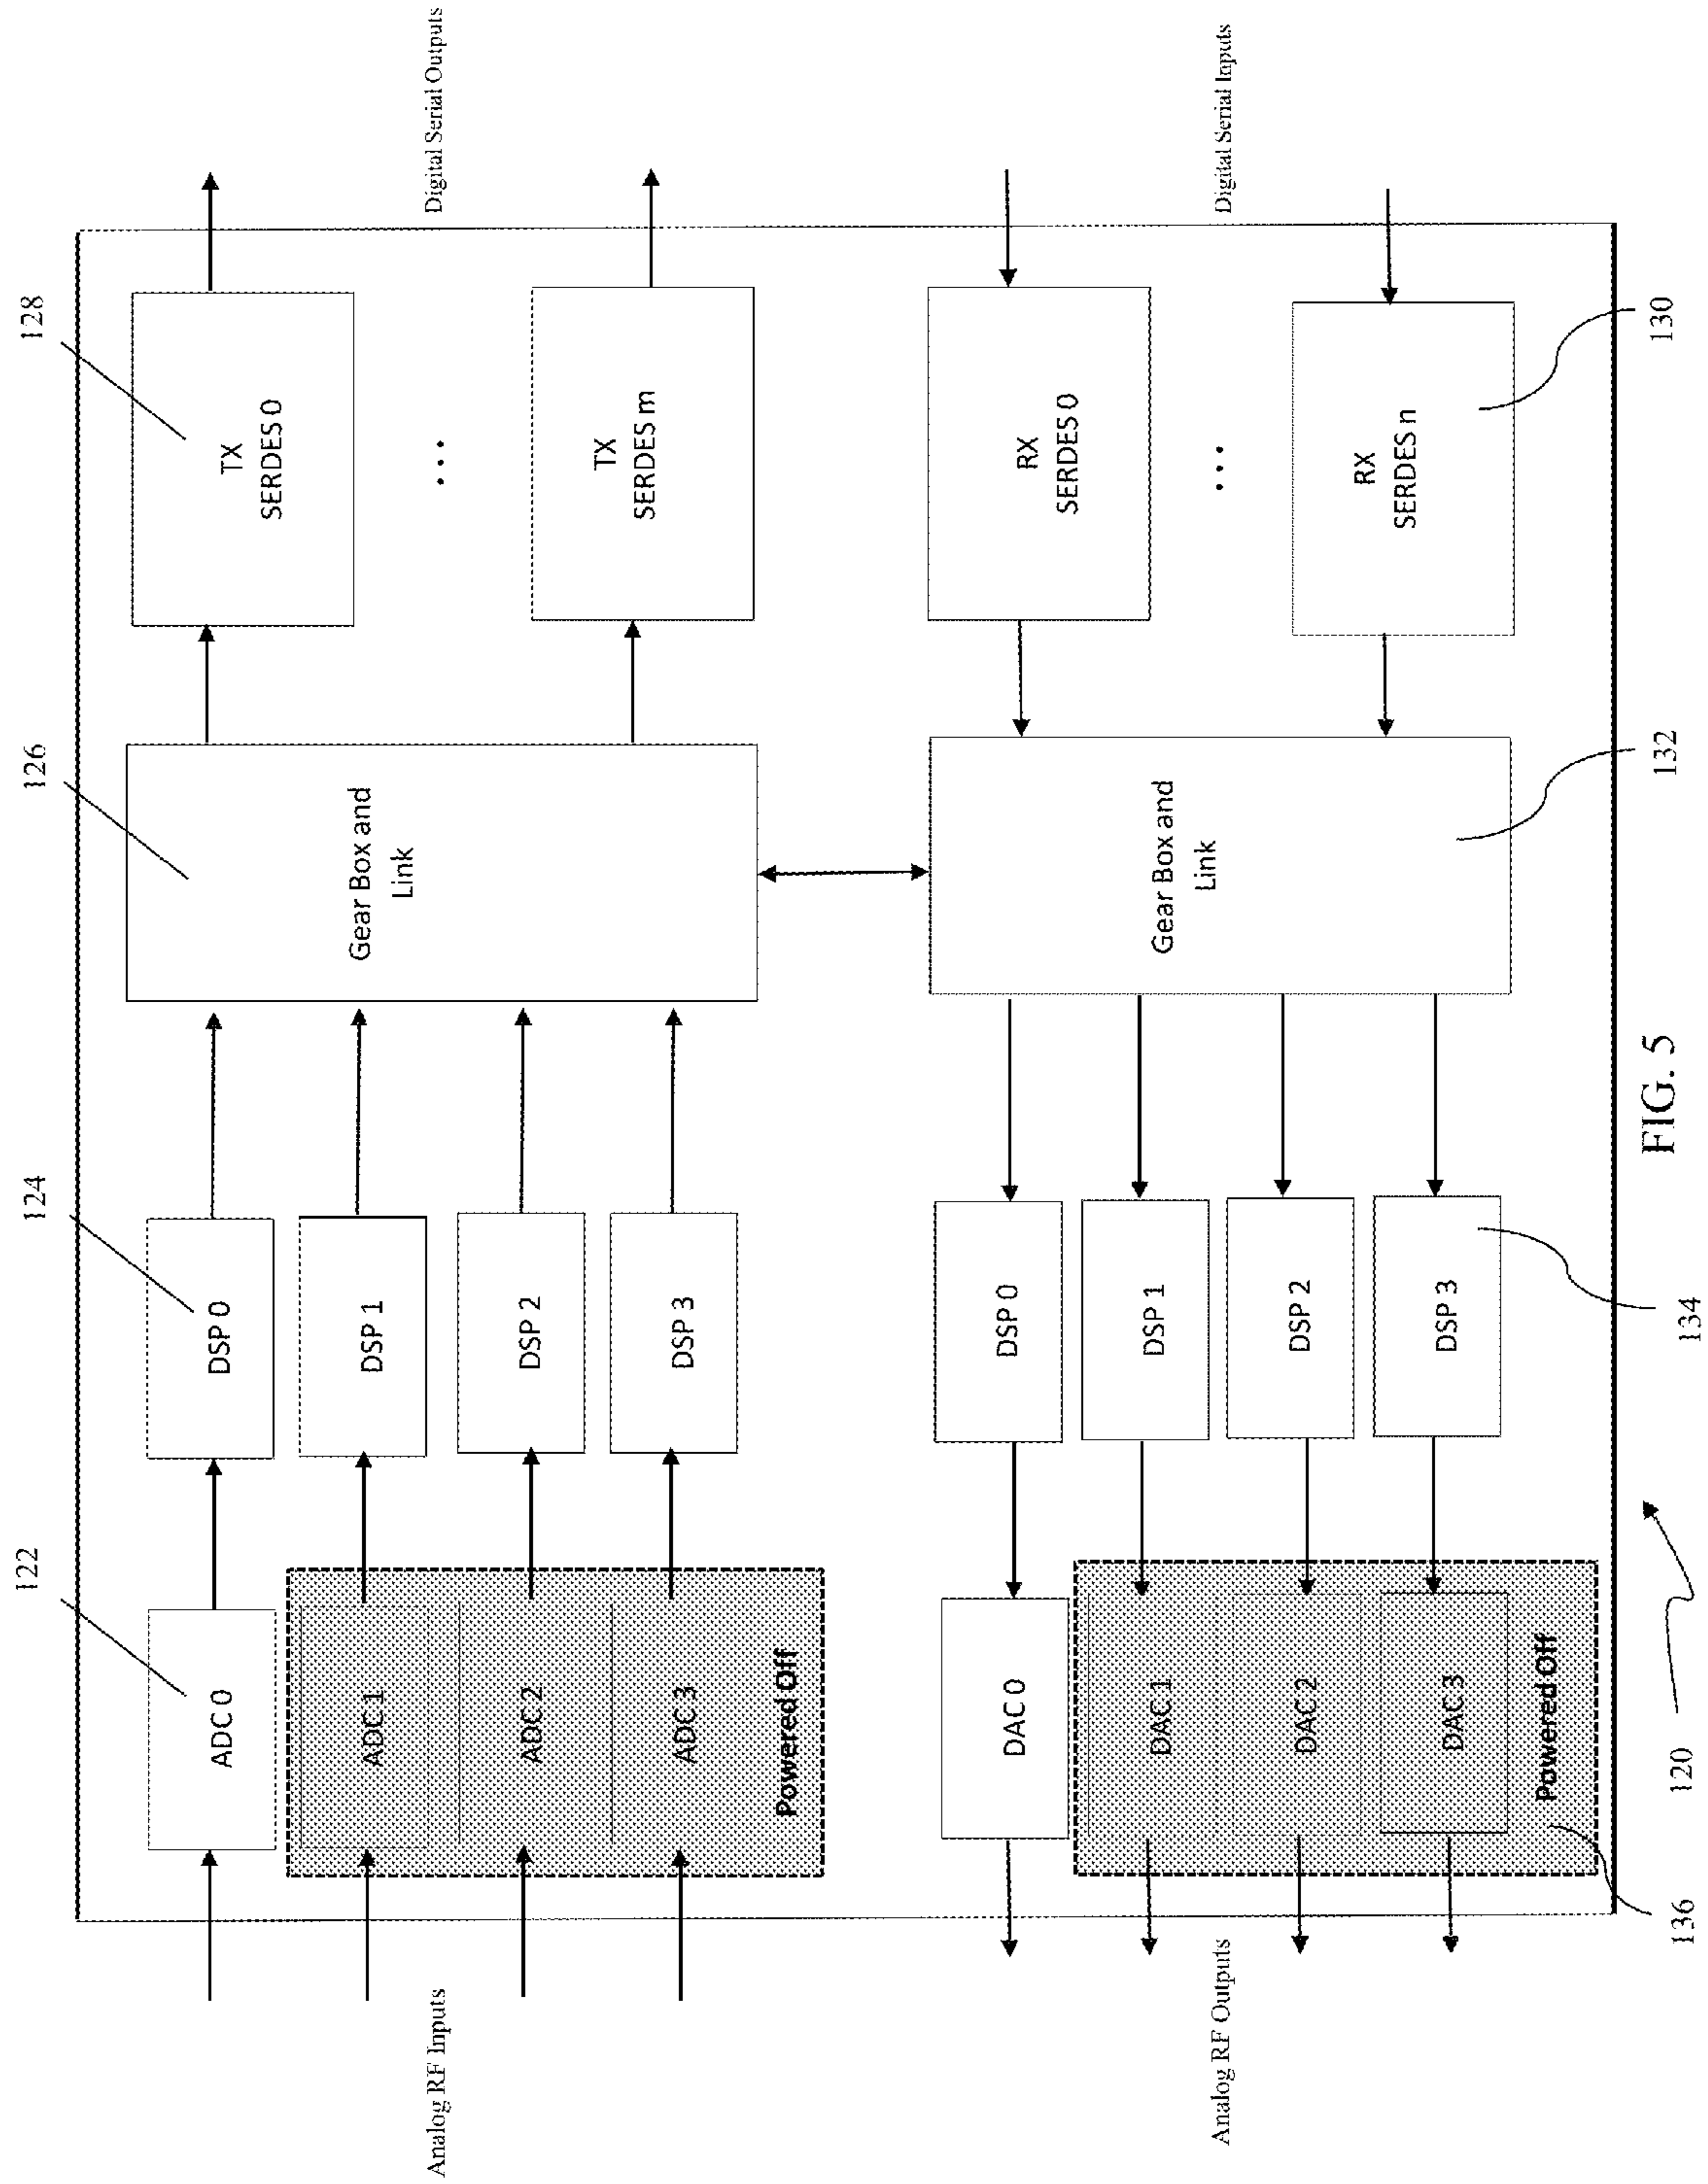 122
124
126
128
Analog RF Inputs
ADC 0
DSP 0
Gear Box and
Link
TX
SERDES 0
Digital Serial Outputs
ADC 1
DSP 1
ADC 2
DSP 2
...
ADC 3
DSP 3
TX
SERDES m
Powered Off
Analog RF Outputs
DAC 0
DSP 0
Gear Box and
Link
RX
SERDES 0
Digital Serial Inputs
DAC 1
DSP 1
DAC 2
DSP 2
...
DAC 3
DSP 3
RX
SERDES n
Powered Off
136
120
134
132
130
FIG. 5